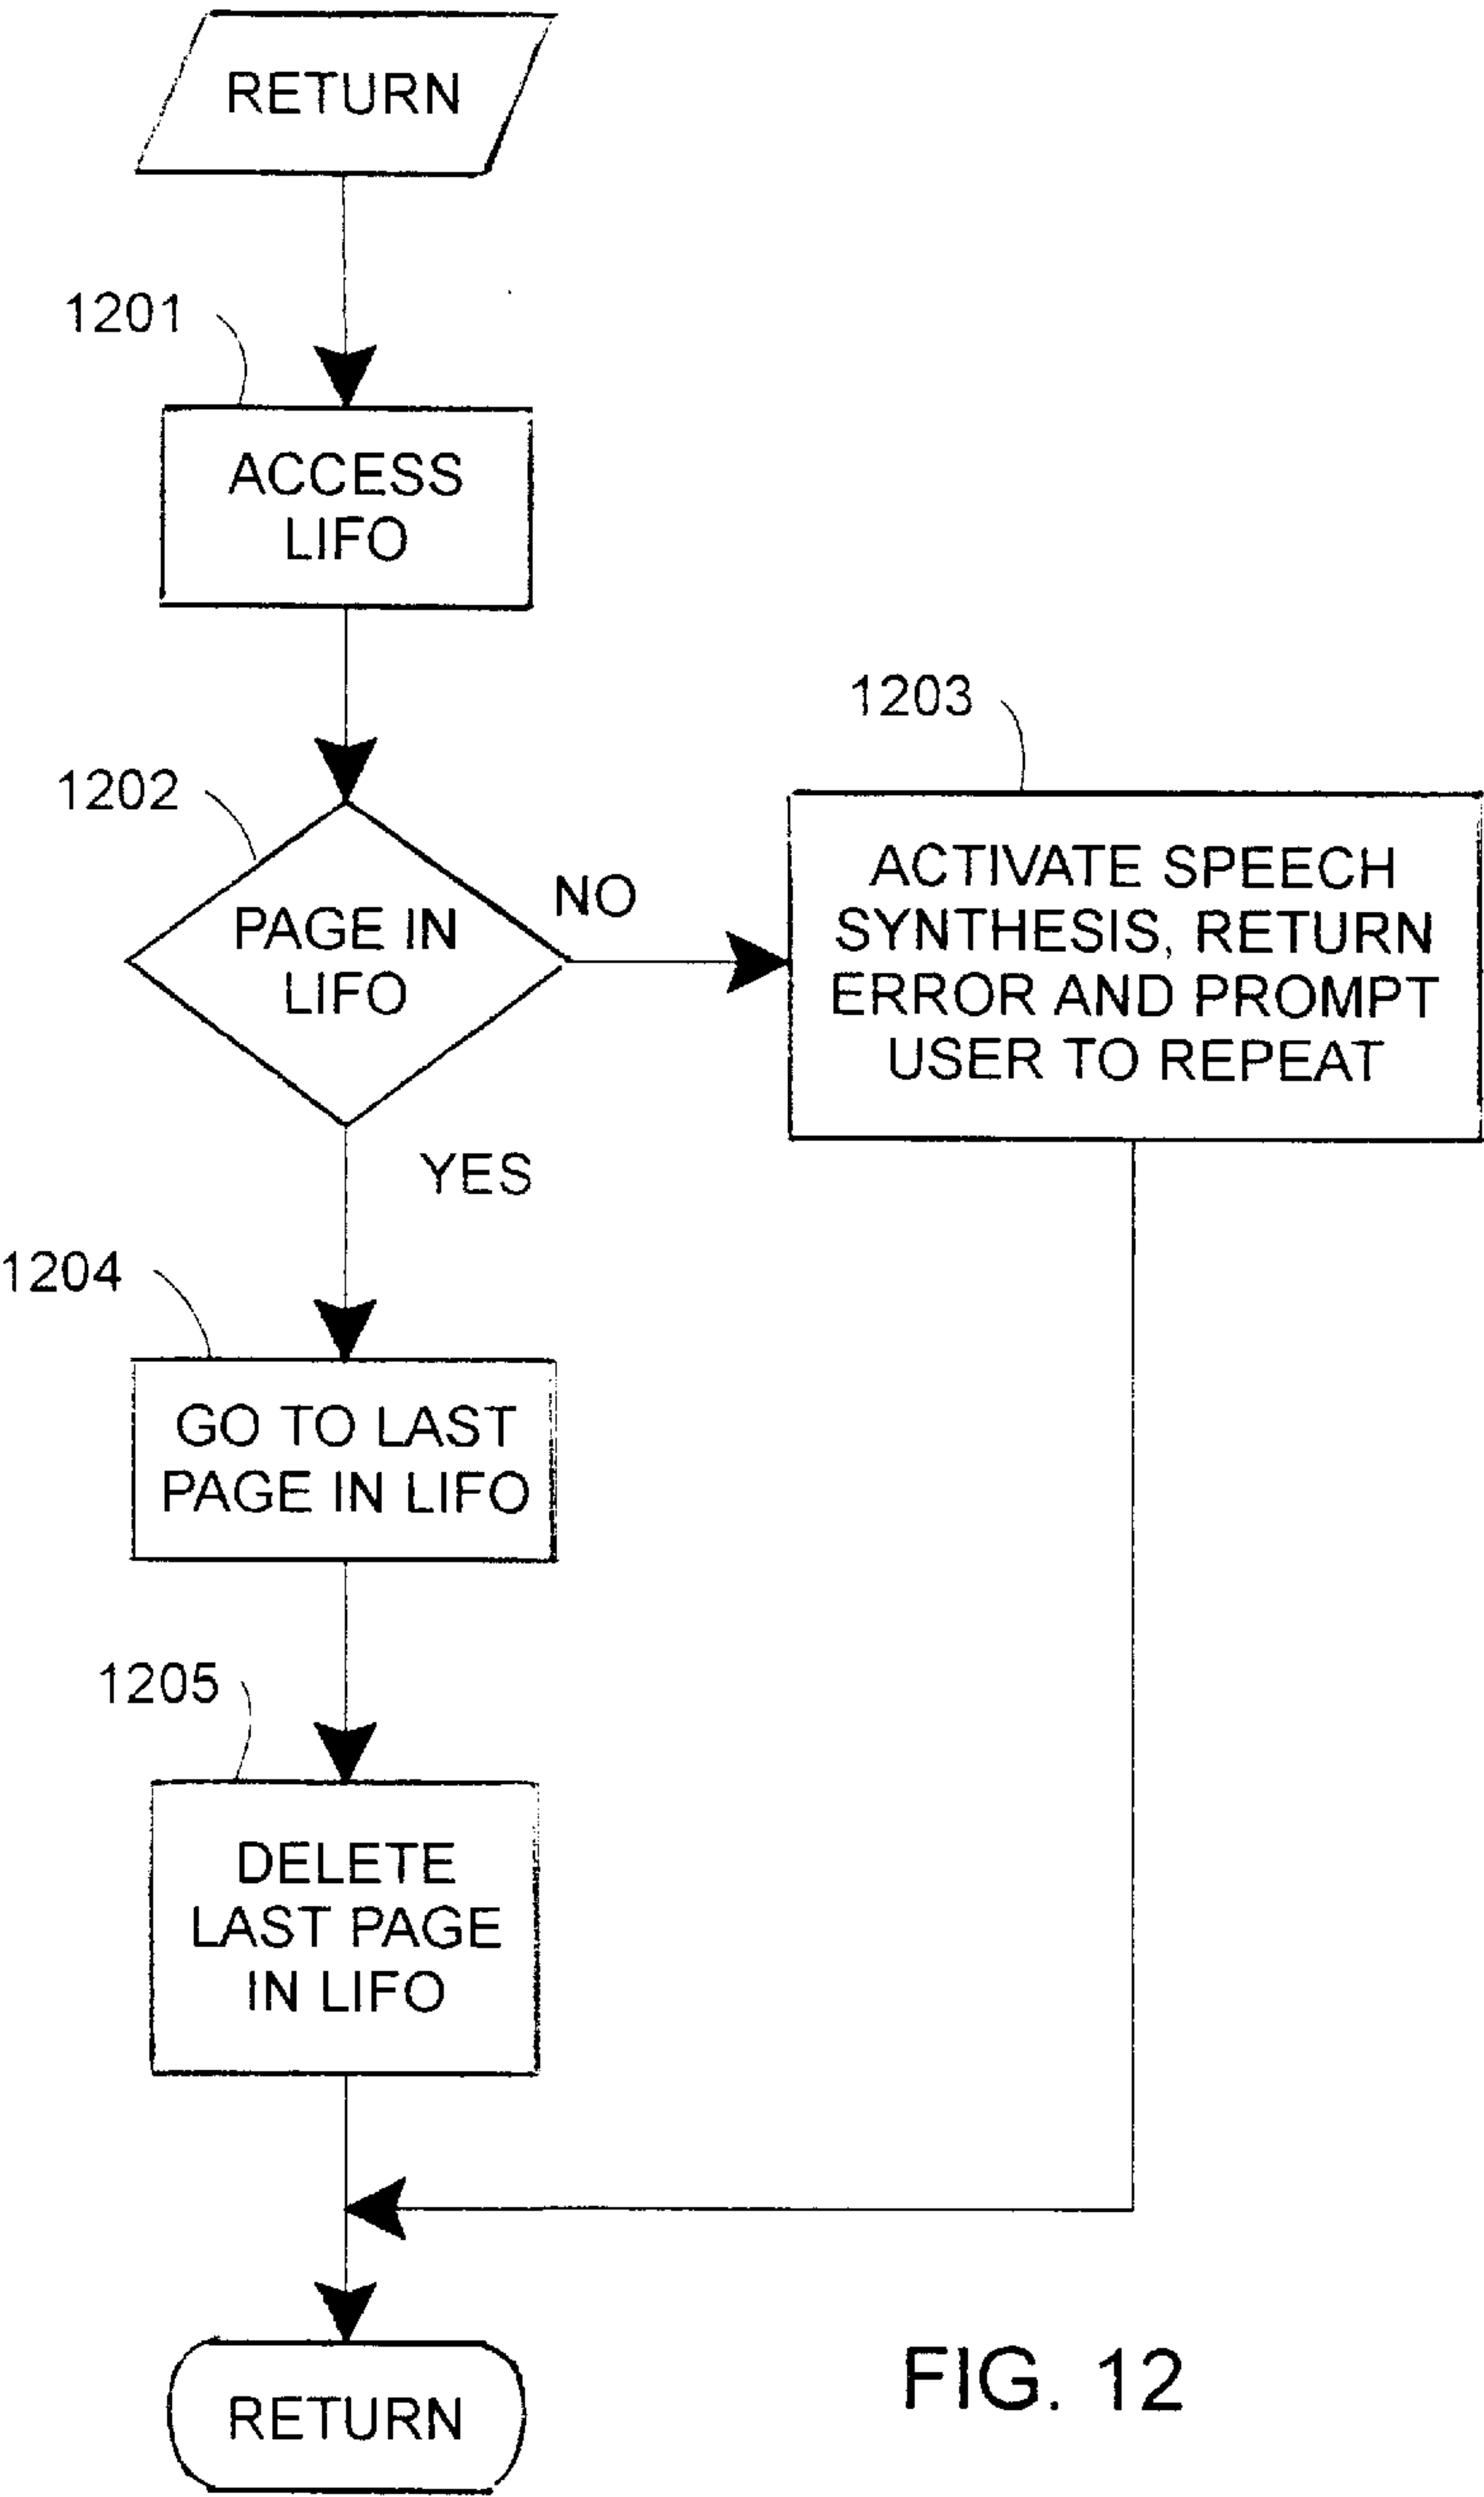 RETURN
1201
ACCESS
LIFO
1202
PAGE IN
LIFO
NO
1203
ACTIVATE SPEECH
SYNTHESIS, RETURN
ERROR AND PROMPT
USER TO REPEAT
YES
1204
GO TO LAST
PAGE IN LIFO
1205
DELETE
LAST PAGE
IN LIFO
RETURN
FIG. 12